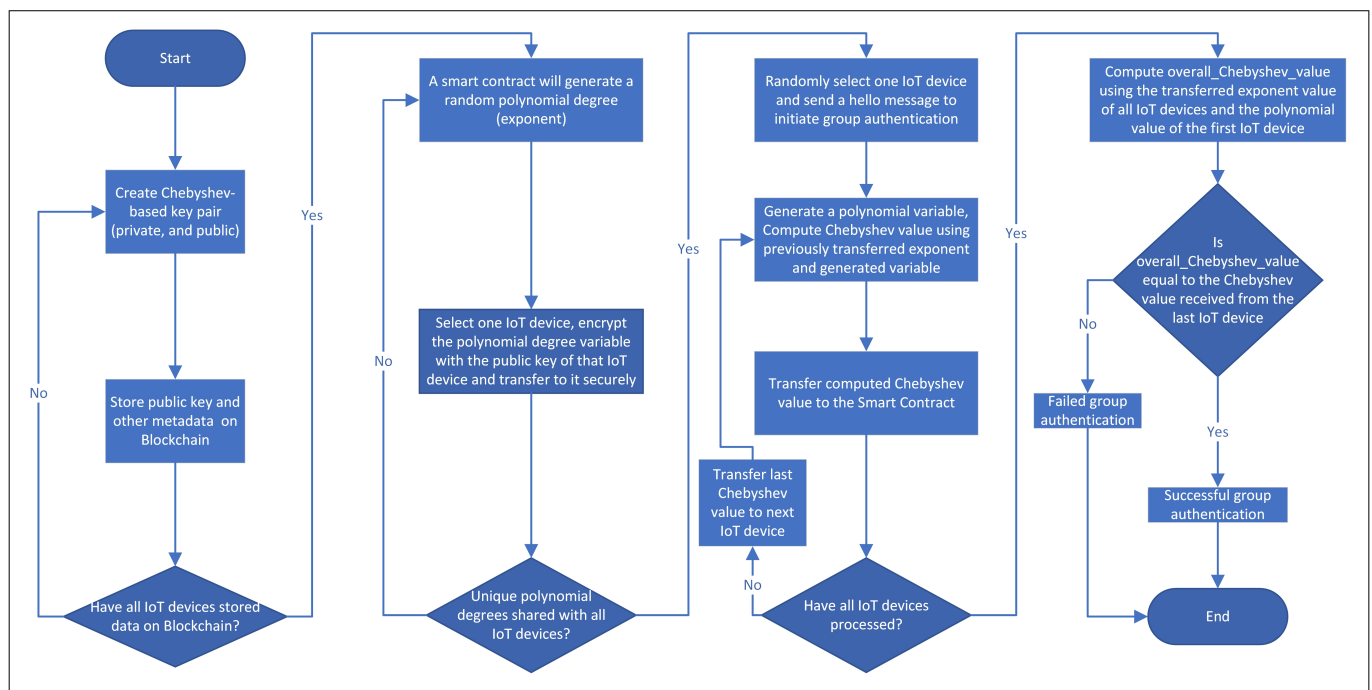 Start
Create Chebyshev-
based key pair
(private, and public)
Store public key and
other metadata on
Blockchain
Have all IoT devices stored
data on Blockchain?
No
Yes
A smart contract will generate a
random polynomial degree
(exponent)
Select one IoT device, encrypt
the polynomial degree variable
with the public key of that IoT
device and transfer to it securely
Unique polynomial
degrees shared with all
IoT devices?
No
Yes
Randomly select one IoT device
and send a hello message to
initiate group authentication
Generate a polynomial variable,
Compute Chebyshev value using
previously transferred exponent
and generated variable
Transfer computed Chebyshev
value to the Smart Contract
Have all IoT devices
processed?
No
Transfer last
Chebyshev
value to next
IoT device
Yes
Compute overall_Chebyshev_value
using the transferred exponent value
of all IoT devices and the polynomial
value of the first IoT device
Is
overall_Chebyshev_value
equal to the Chebyshev
value received from the
last IoT device
No
Failed group
authentication
Yes
Successful group
authentication
End